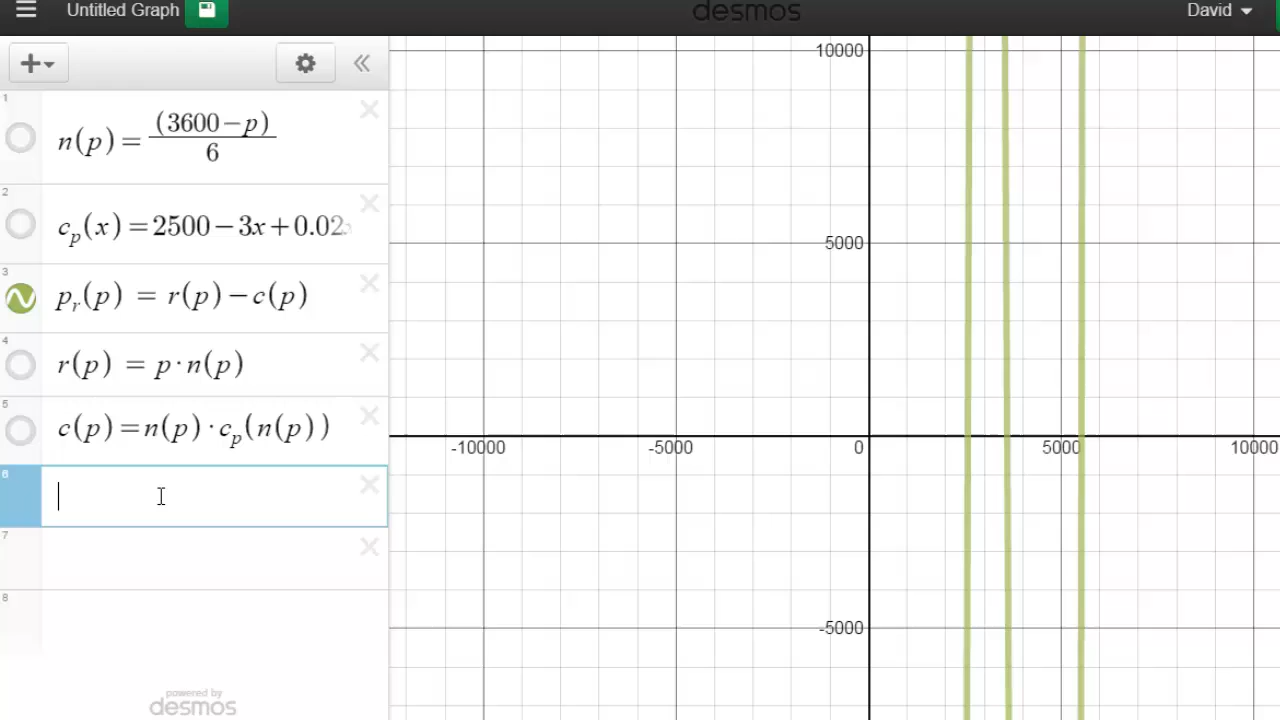 Untitled Graph
desmos
David
1
n(p)=(3600−p)/6
2
c_p(x)=2500−3x+0.02
3
p_r(p) = r(p)−c(p)
4
r(p) = p·n(p)
5
c(p)=n(p)·c_p(n(p))
6
7
8
powered by
desmos
10000
5000
-10000 -5000 0 5000 10000
-5000